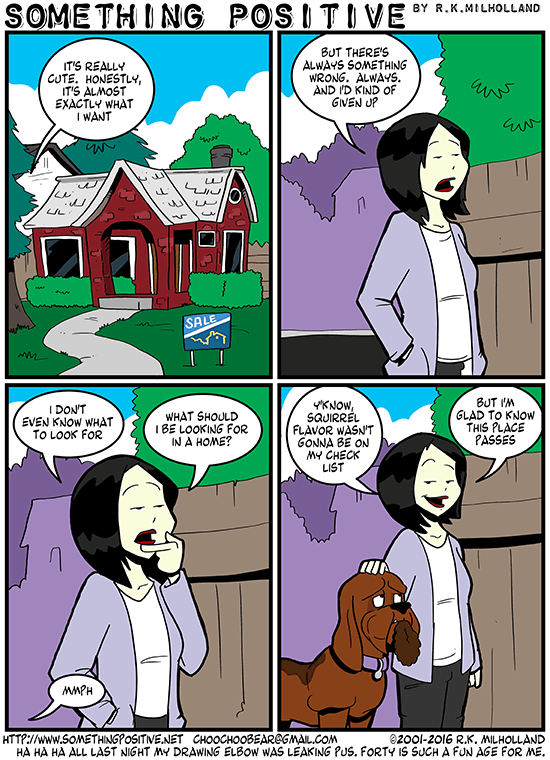 SOMETHING POSITIVE BY R.K.MILHOLLAND
IT'S REALLY
CUTE. HONESTLY,
IT'S ALMOST
EXACTLY WHAT
I WANT
SALE
BUT THERE'S
ALWAYS SOMETHING
WRONG. ALWAYS.
AND I'D KIND OF
GIVEN UP
I DON'T
EVEN KNOW WHAT
TO LOOK FOR
WHAT SHOULD
I BE LOOKING FOR
IN A HOME?
MMPH
Y'KNOW,
SQUIRREL
FLAVOR WASN'T
GONNA BE ON
MY CHECK
LIST
BUT I'M
GLAD TO KNOW
THIS PLACE
PASSES
HTTP://WWW.SOMETHINGPOSITIVE.NET CHOOCHOOBEAR@GMAIL.COM ©2001-2016 R.K. MILHOLLAND
HA HA HA ALL LAST NIGHT MY DRAWING ELBOW WAS LEAKING PUS. FORTY IS SUCH A FUN AGE FOR ME.